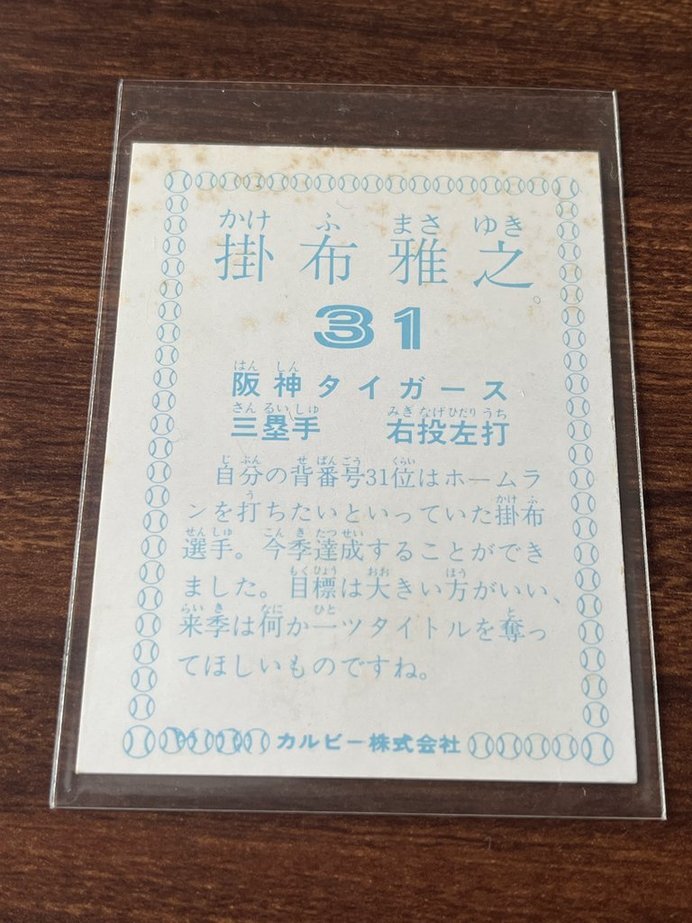 かけ ふ まさ ゆき
掛布雅之
31
はん しん
阪神タイガース
さん るい しゅ みぎ なげ ひだり うち
三塁手 右投左打
じ ぶん せ ばんごう くらい
自分の背番号31位はホームラ
う かけ ふ
ンを打ちたいといっていた掛布
せんしゅ こん き たつ せい
選手。今季達成することができ
もくひょう おお ほう
ました。目標は大きい方がいい、
らい き なに ひと と
来季は何か一ツタイトルを奪っ
てほしいものですね。
カルビー株式会社